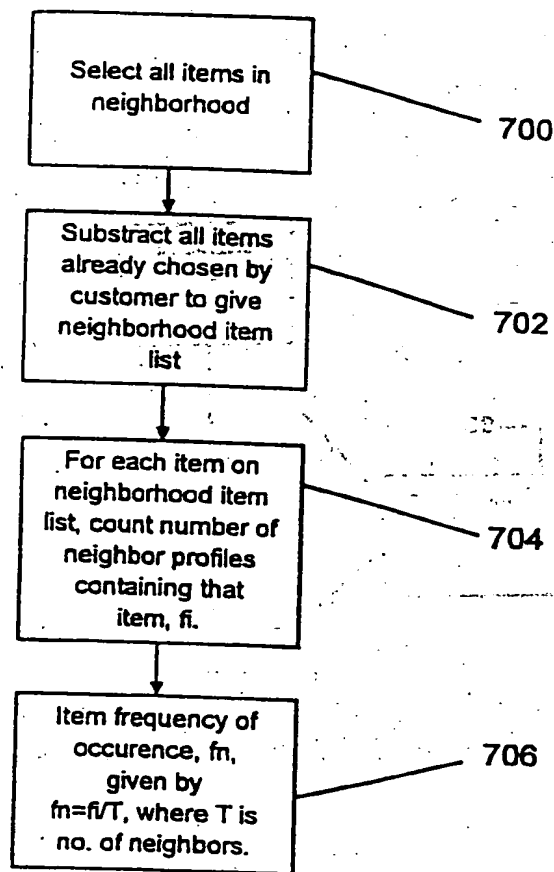 Select all items in
neighborhood
700
Substract all items
already chosen by
customer to give
neighborhood item
list
702
For each item on
neighborhood item
list, count number of
neighbor profiles
containing that
item, fi.
704
Item frequency of
occurence, fn,
given by
fn=fi/T, where T is
no. of neighbors.
706